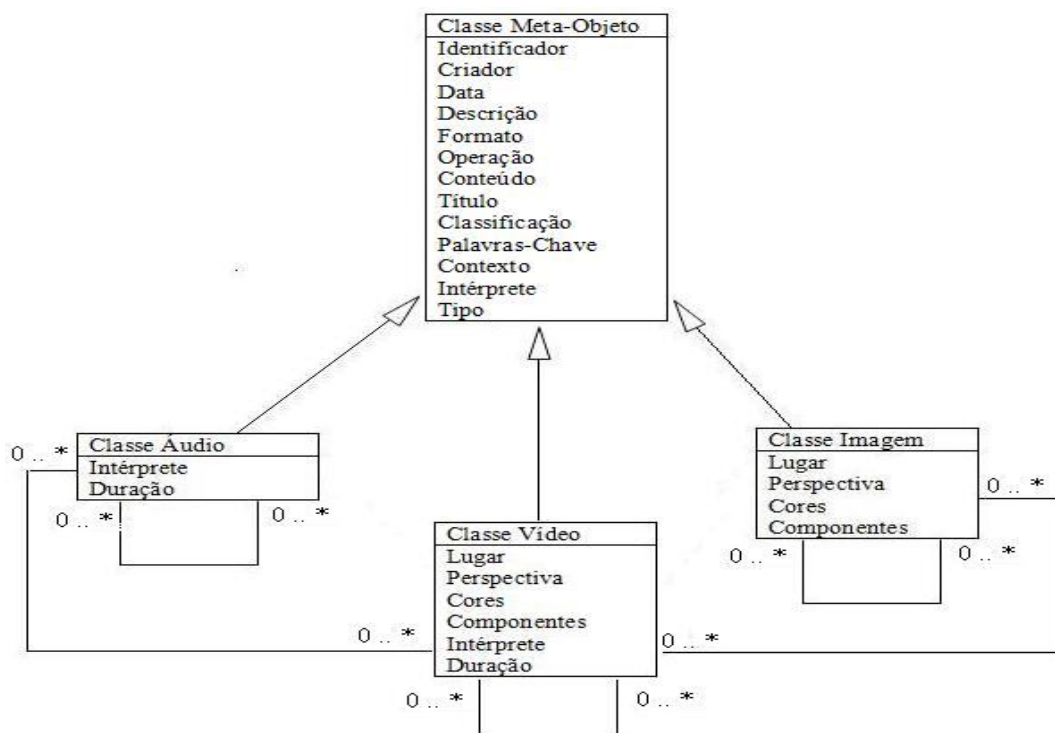 Classe Meta-Objeto
Identificador
Criador
Data
Descrição
Formato
Operação
Conteúdo
Título
Classificação
Palavras-Chave
Contexto
Intérprete
Tipo
Classe Áudio
Intérprete
Duração
0 .. *
0 .. *
0 .. *
Classe Imagem
Lugar
Perspectiva
Cores
Componentes
0 .. *
0 .. *
0 .. *
Classe Vídeo
Lugar
Perspectiva
Cores
Componentes
Intérprete
Duração
0 .. *
0 .. *
0 .. *
0 .. *